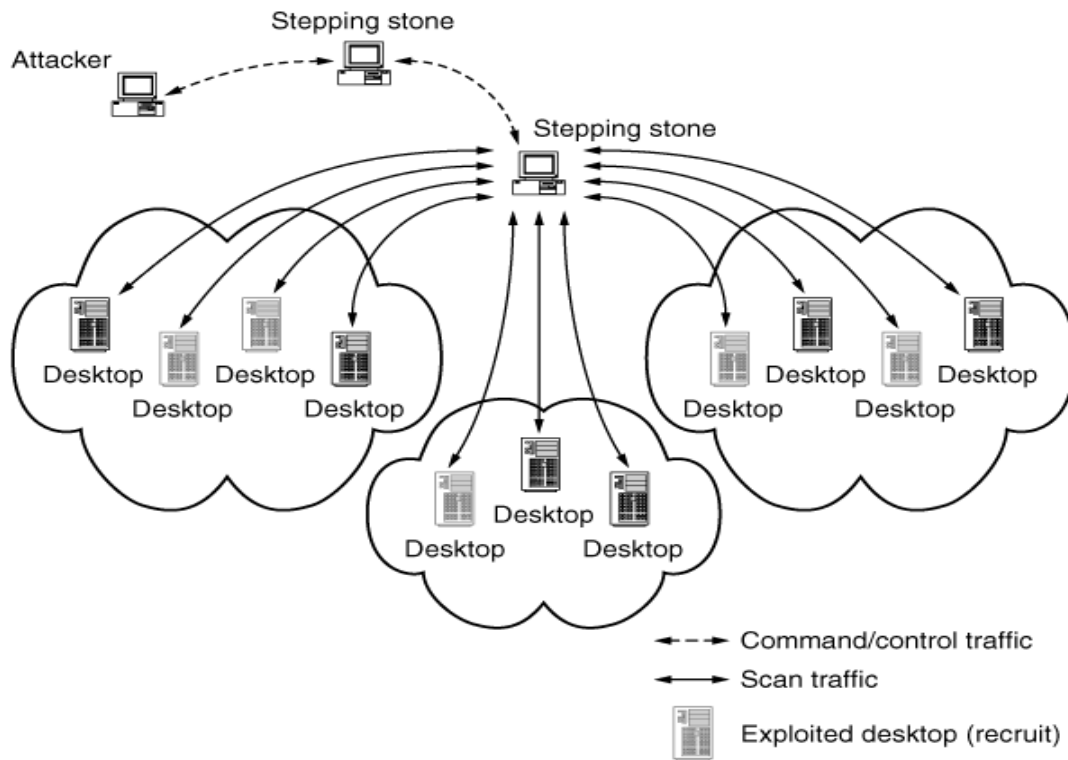 Stepping stone
Attacker
Stepping stone
Desktop
Desktop
Desktop
Desktop
Desktop
Desktop
Desktop
Desktop
Desktop
Desktop
Desktop
Command/control traffic
Scan traffic
Exploited desktop (recruit)